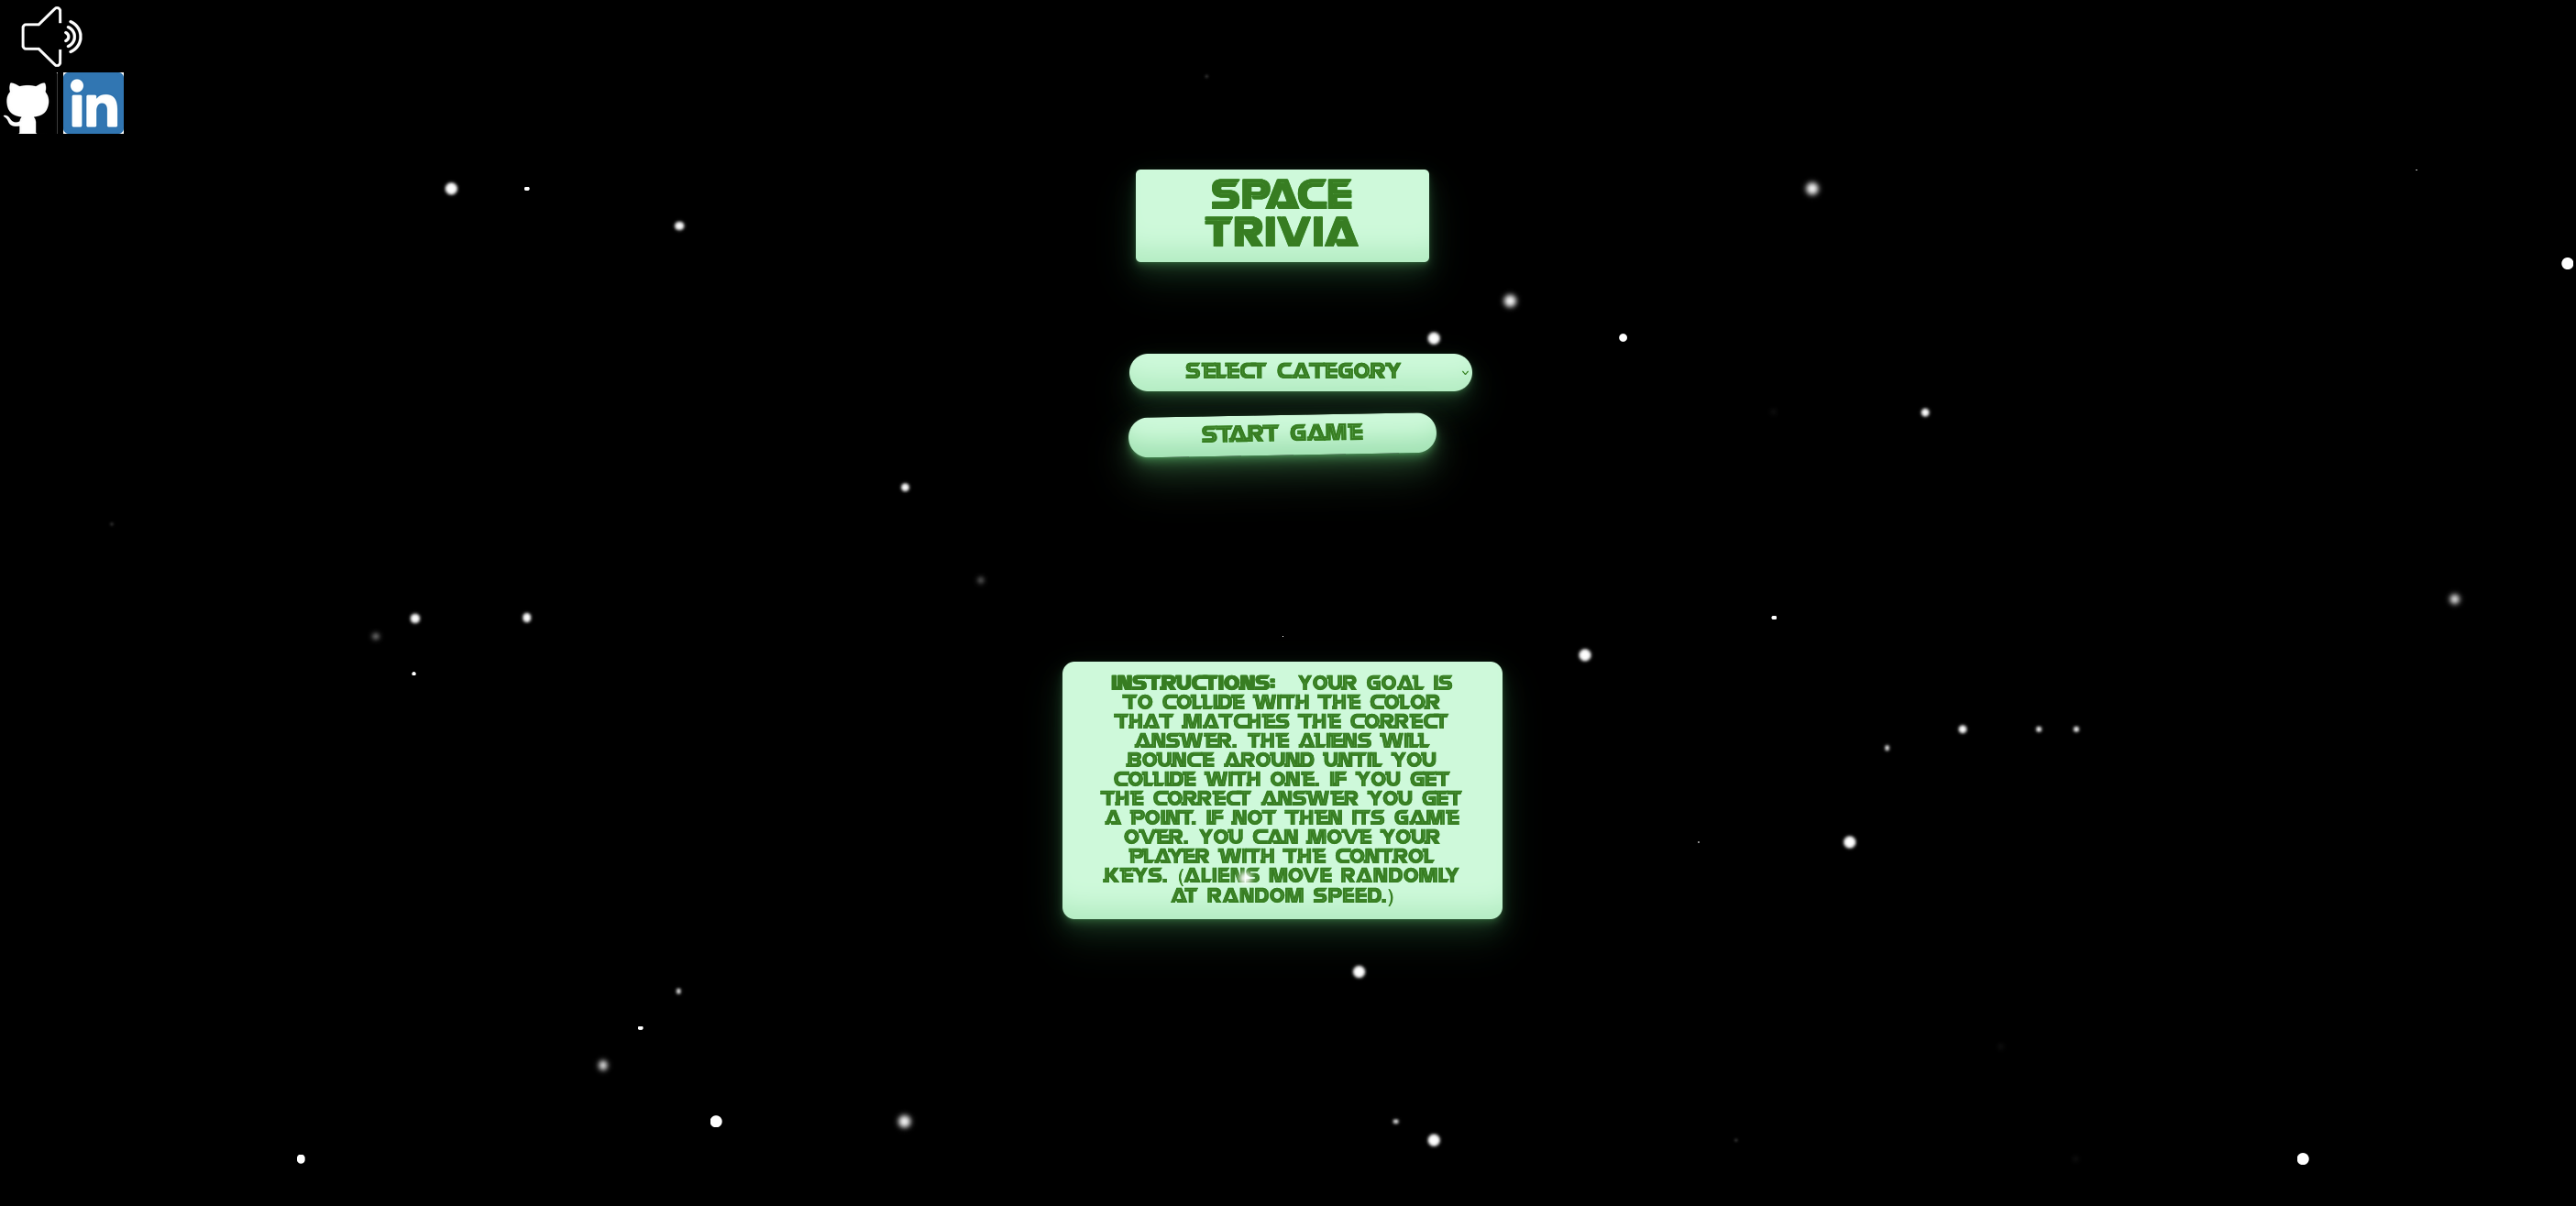 in
SPACE
TRIVIA
SELECT CATEGORY
START GAME
INSTRUCTIONS: YOUR GOAL IS
TO COLLIDE WITH THE COLOR
THAT MATCHES THE CORRECT
ANSWER. THE ALIENS WILL
BOUNCE AROUND UNTIL YOU
COLLIDE WITH ONE. IF YOU GET
THE CORRECT ANSWER YOU GET
A POINT. IF NOT THEN ITS GAME
OVER. YOU CAN MOVE YOUR
PLAYER WITH THE CONTROL
KEYS. (ALIENS MOVE RANDOMLY
AT RANDOM SPEED.)